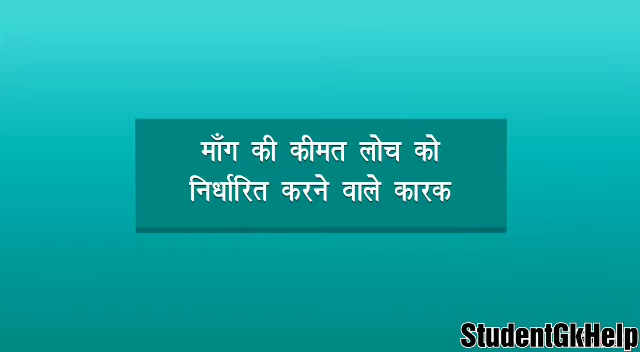 माँग की कीमत लोच को
निर्धारित करने वाले कारक
StudentGkHelp